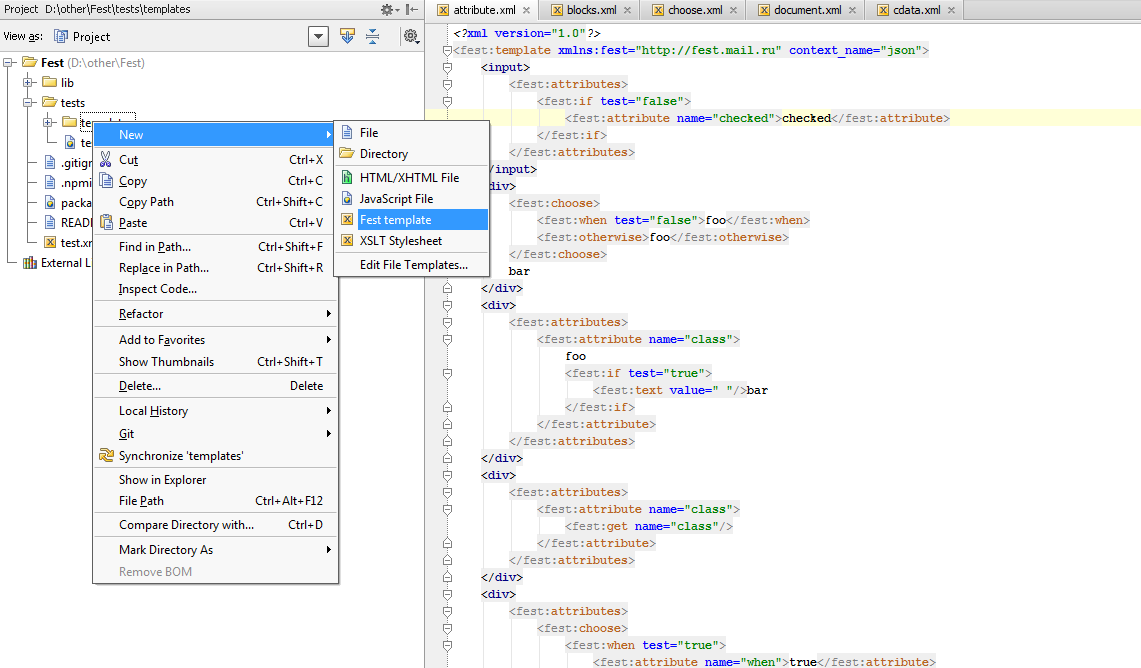 Project D:\other\Fest\tests\templates
View as: Project
Fest (D:\other\Fest)
lib
tests
te
te
.gitign
.npmi
packa
READ
test.xm
External L
New
Cut Ctrl+X
Copy Ctrl+C
Copy Path Ctrl+Shift+C
Paste Ctrl+V
Find in Path... Ctrl+Shift+F
Replace in Path... Ctrl+Shift+R
Inspect Code...
Refactor
Add to Favorites
Show Thumbnails Ctrl+Shift+T
Delete... Delete
Local History
Git
Synchronize 'templates'
Show in Explorer
File Path Ctrl+Alt+F12
Compare Directory with... Ctrl+D
Mark Directory As
Remove BOM
File
Directory
HTML/XHTML File
JavaScript File
Fest template
XSLT Stylesheet
Edit File Templates...
attribute.xml blocks.xml choose.xml document.xml cdata.xml
<?xml version="1.0"?>
<fest:template xmlns:fest="http://fest.mail.ru" context_name="json">
<input>
<fest:attributes>
<fest:if test="false">
<fest:attribute name="checked">checked</fest:attribute>
</fest:if>
</fest:attributes>
/input>
div>
<fest:choose>
<fest:when test="false">foo</fest:when>
<fest:otherwise>foo</fest:otherwise>
</fest:choose>
bar
</div>
<div>
<fest:attributes>
<fest:attribute name="class">
foo
<fest:if test="true">
<fest:text value=" "/>bar
</fest:if>
</fest:attribute>
</fest:attributes>
</div>
<div>
<fest:attributes>
<fest:attribute name="class">
<fest:get name="class"/>
</fest:attribute>
</fest:attributes>
</div>
<div>
<fest:attributes>
<fest:choose>
<fest:when test="true">
<fest:attribute name="when">true</fest:attribute>